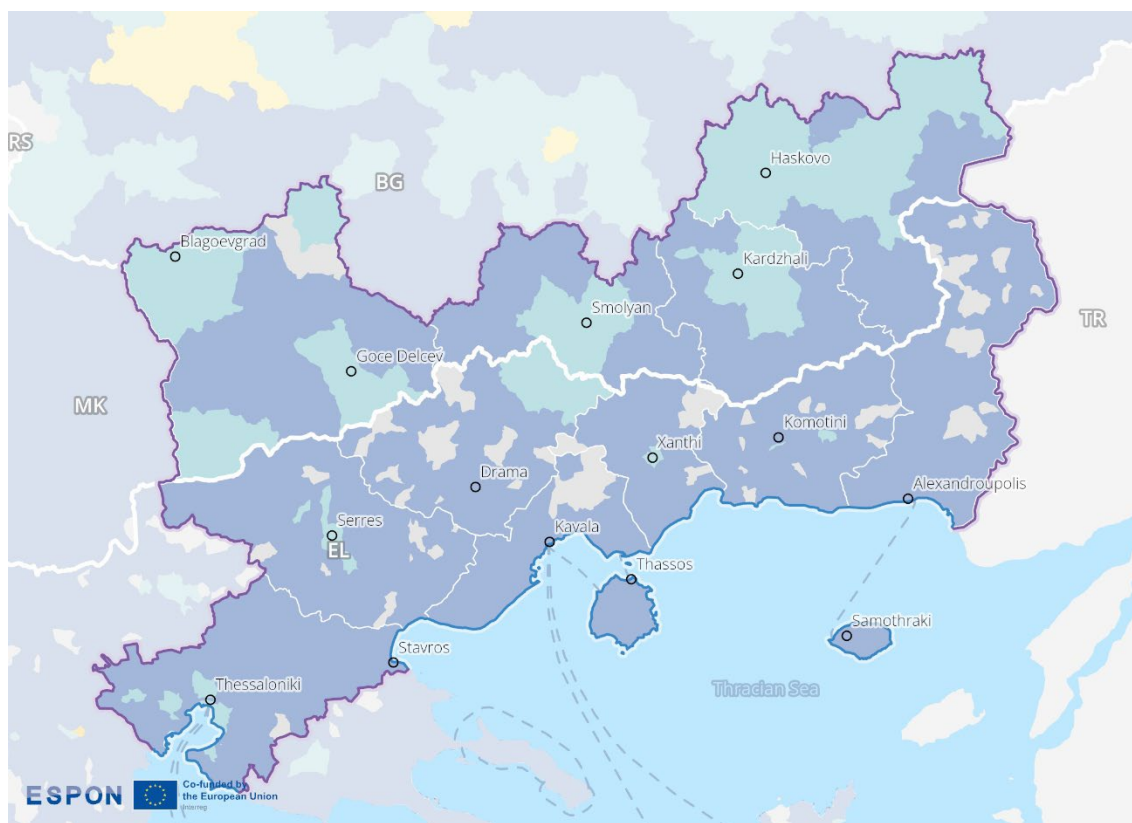 RS
BG
Haskovo
Blagoevgrad
Kardzhali
Smolyan
TR
Goce Delcev
MK
Komotini
Xanthi
Drama
Alexandroupolis
Serres
Kavala
EL
Thassos
Samothraki
Stavros
Thracian Sea
Thessaloniki
ESPON
Co-funded by
the European Union
Interreg